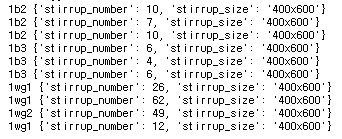 1b2 {'stirrup_number': 10, 'stirrup_size': '400x600'}
1b2 {'stirrup_number': 7, 'stirrup_size': '400x600'}
1b2 {'stirrup_number': 10, 'stirrup_size': '400x600'}
1b3 {'stirrup_number': 6, 'stirrup_size': '400x600'}
1b3 {'stirrup_number': 4, 'stirrup_size': '400x600'}
1b3 {'stirrup_number': 6, 'stirrup_size': '400x600'}
1wg1 {'stirrup_number': 26, 'stirrup_size': '400x600'}
1wg1 {'stirrup_number': 62, 'stirrup_size': '400x600'}
1wg2 {'stirrup_number': 49, 'stirrup_size': '400x600'}
1wg1 {'stirrup_number': 12, 'stirrup_size': '400x600'}